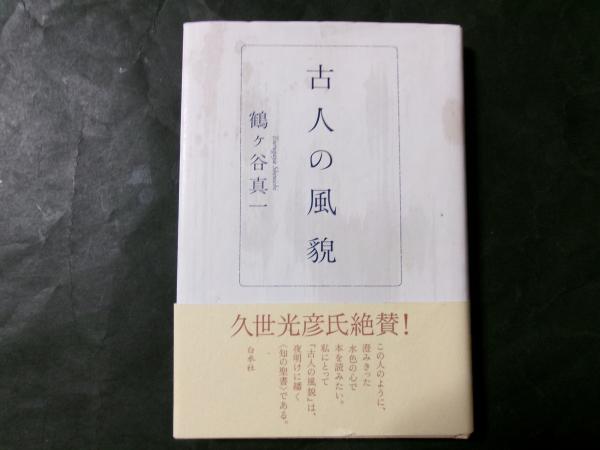 古人の風貌
鶴ヶ谷真一
Tsurugaya Shinichi
久世光彦氏絶賛!
この人のように、
澄みきった
水色の心で
本を読みたい。
私にとって
『古人の風貌』は、
夜明けに繙く
〈知の聖書〉である。
白水社